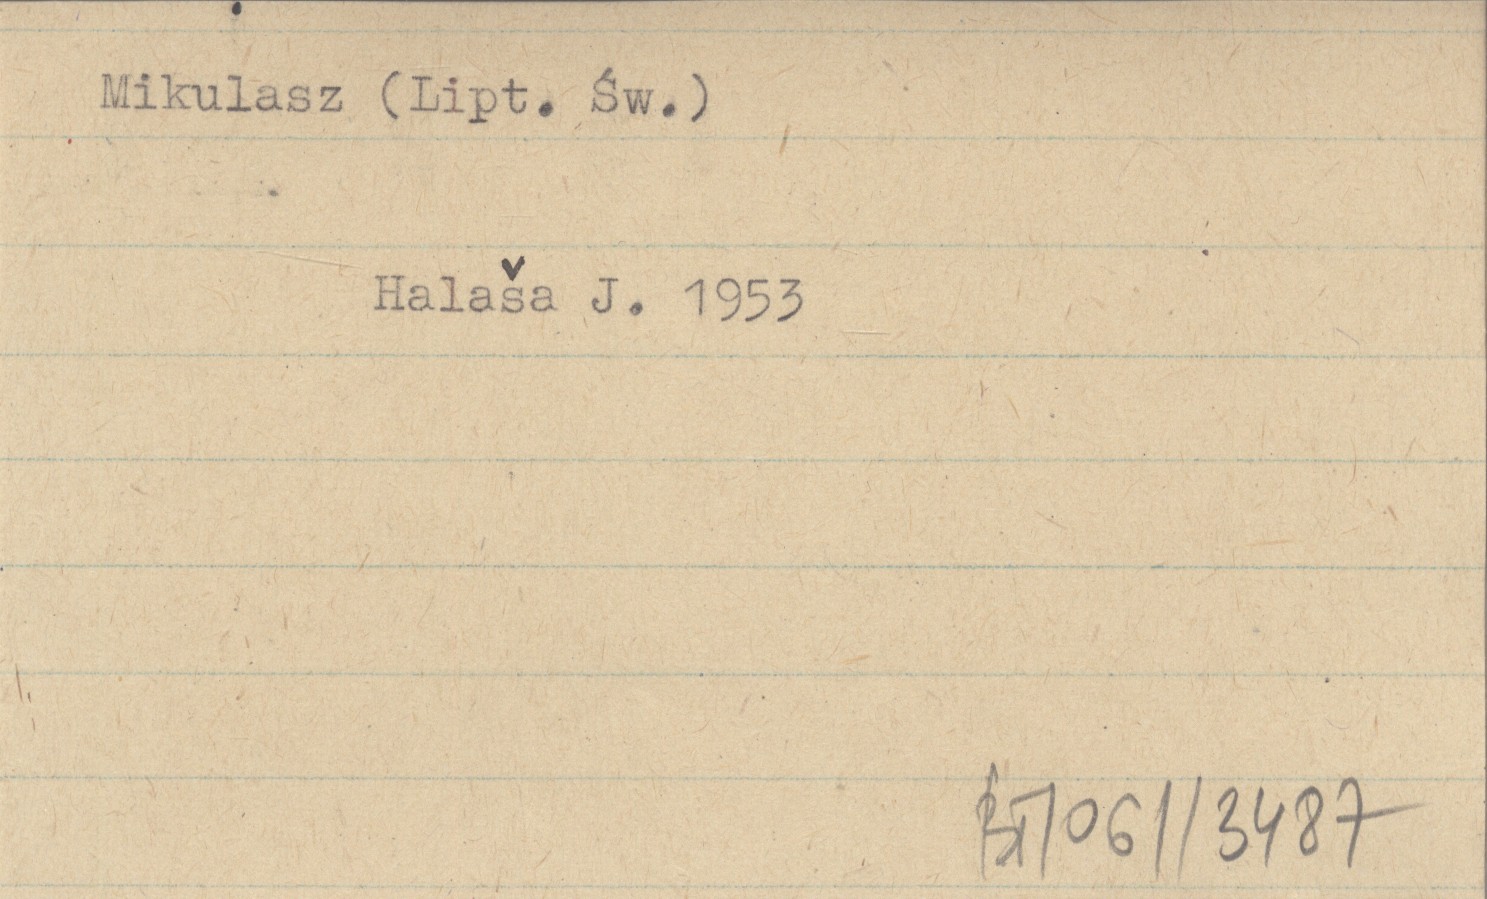 Mikulasz (Lipt. Św.)
Halaša J. 1953
061/3487